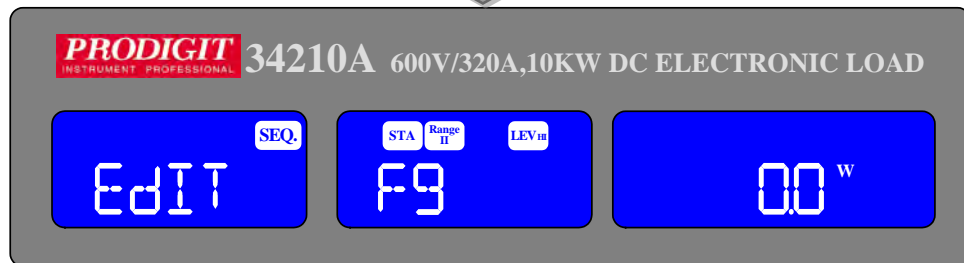 PRODIGIT
INSTRUMENT PROFESSIONAL
34210A 600V/320A,10KW DC ELECTRONIC LOAD
SEQ.
EdIT
STA Range II LEV HI
F9
0.0 W